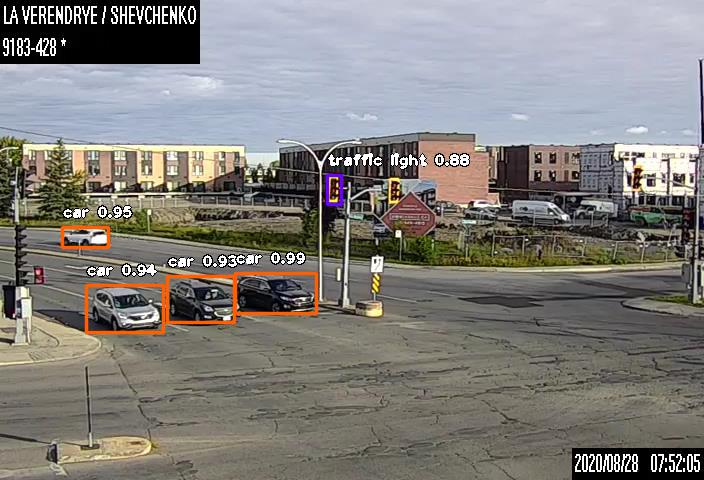 LA VERENDRYE / SHEVCHENKO
9183-428 *
traffic light 0.88
car 0.95
car 0.94
car 0.93
car 0.99
2020/08/28 07:52:05